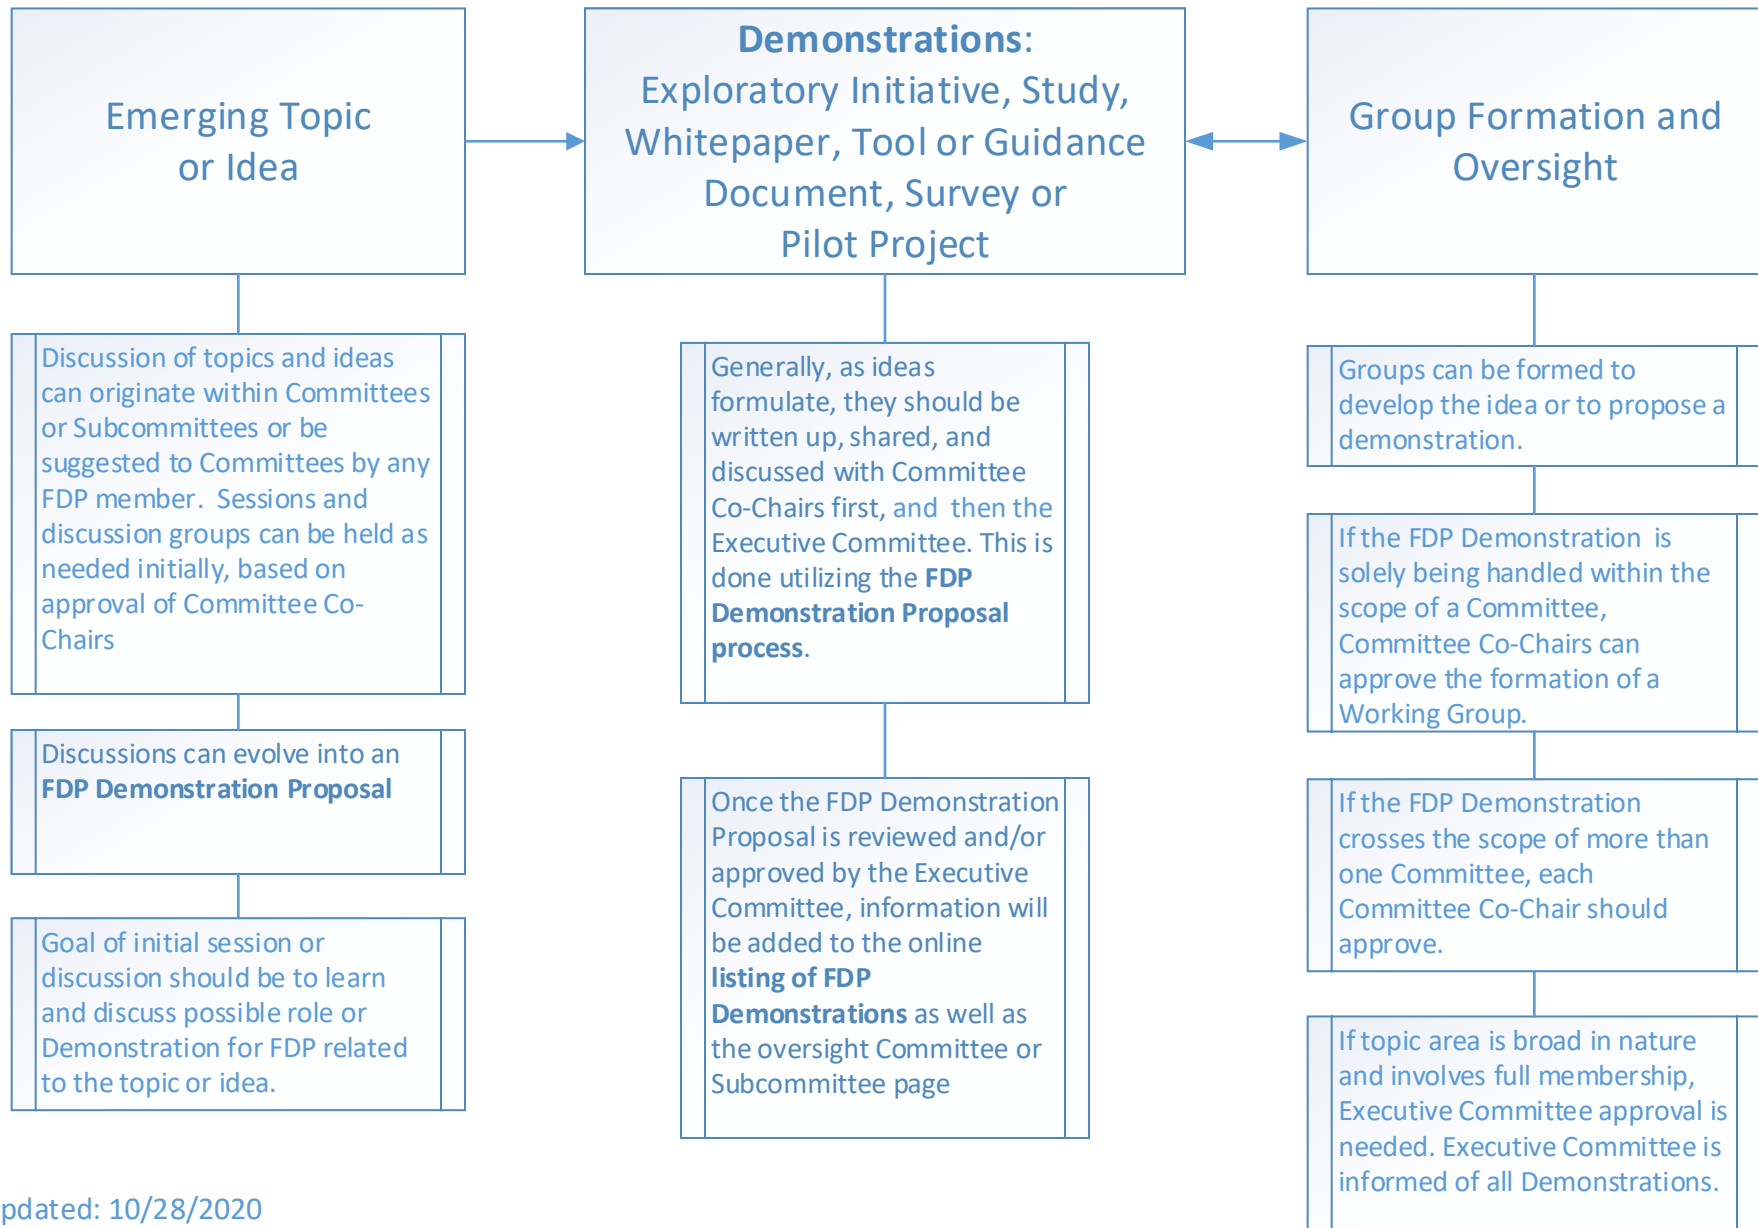 Emerging Topic
or Idea
Demonstrations:
Exploratory Initiative, Study,
Whitepaper, Tool or Guidance
Document, Survey or
Pilot Project
Group Formation and
Oversight
Discussion of topics and ideas
can originate within Committees
or Subcommittees or be
suggested to Committees by any
FDP member.  Sessions and
discussion groups can be held as
needed initially, based on
approval of Committee Co-
Chairs
Discussions can evolve into an
FDP Demonstration Proposal
Goal of initial session or
discussion should be to learn
and discuss possible role or
Demonstration for FDP related
to the topic or idea.
Generally, as ideas
formulate, they should be
written up, shared, and
discussed with Committee
Co-Chairs first, and  then the
Executive Committee. This is
done utilizing the FDP
Demonstration Proposal
process.
Once the FDP Demonstration
Proposal is reviewed and/or
approved by the Executive
Committee, information will
be added to the online
listing of FDP
Demonstrations as well as
the oversight Committee or
Subcommittee page
Groups can be formed to
develop the idea or to propose a
demonstration.
If the FDP Demonstration  is
solely being handled within the
scope of a Committee,
Committee Co-Chairs can
approve the formation of a
Working Group.
If the FDP Demonstration
crosses the scope of more than
one Committee, each
Committee Co-Chair should
approve.
If topic area is broad in nature
and involves full membership,
Executive Committee approval is
needed. Executive Committee is
informed of all Demonstrations.
pdated: 10/28/2020